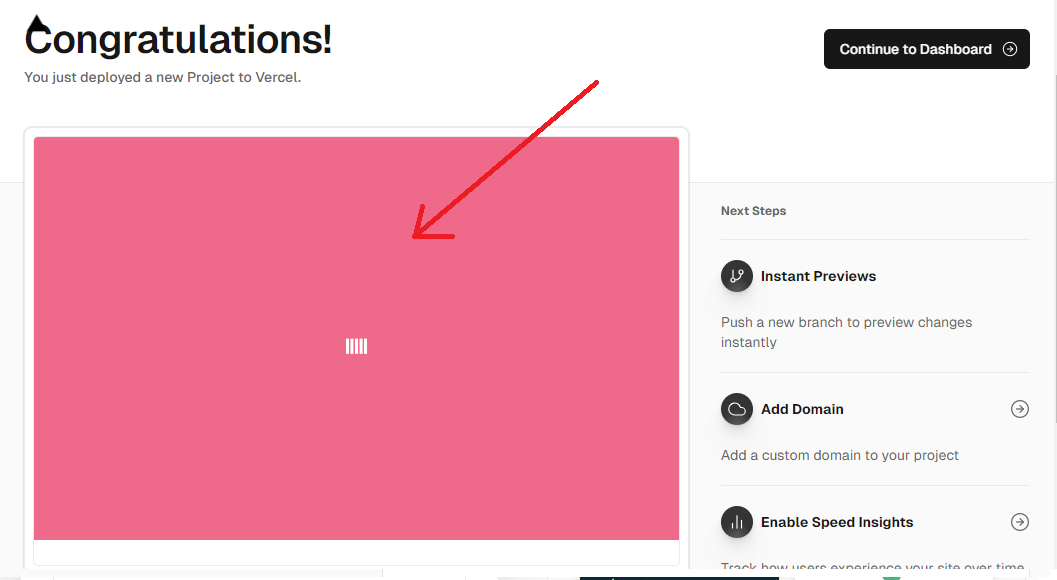 Congratulations!
You just deployed a new Project to Vercel.
Continue to Dashboard
Next Steps
Instant Previews
Push a new branch to preview changes
instantly
Add Domain
Add a custom domain to your project
Enable Speed Insights
Track how users experience your site over time